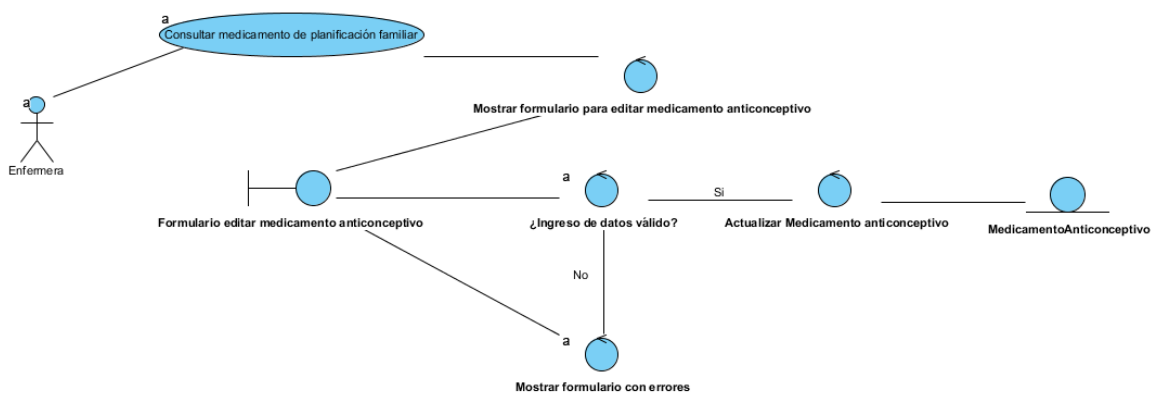 a
Consultar medicamento de planificación familiar
a
Enfermera
Mostrar formulario para editar medicamento anticonceptivo
Formulario editar medicamento anticonceptivo
a
¿Ingreso de datos válido?
Si
Actualizar Medicamento anticonceptivo
MedicamentoAnticonceptivo
No
a
Mostrar formulario con errores